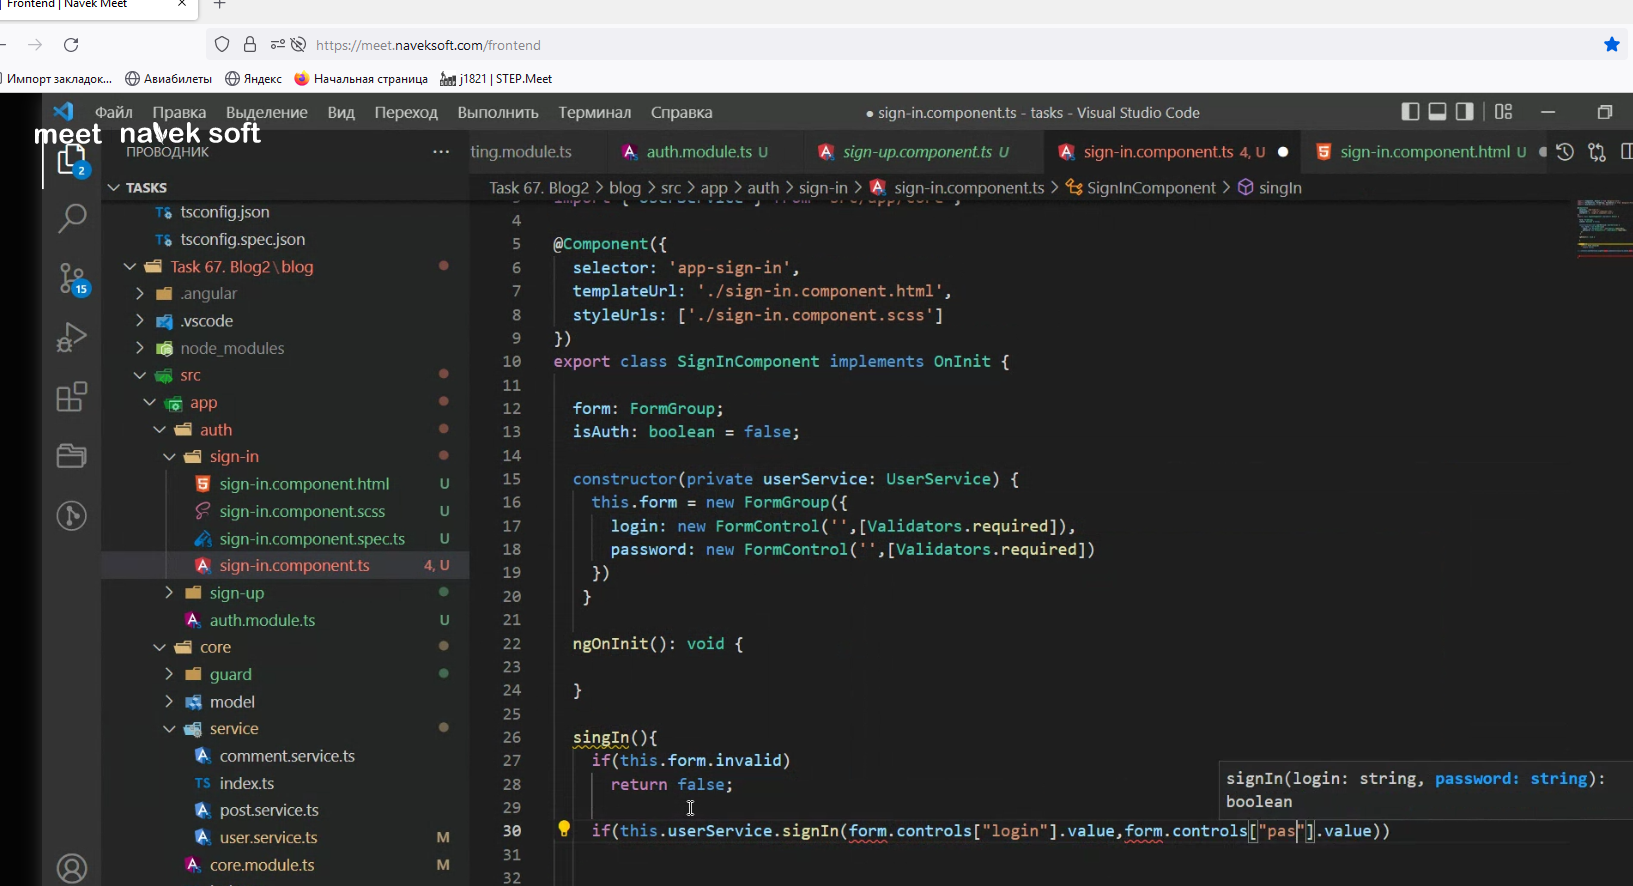 Frontend | Navek Meet
https://meet.naveksoft.com/frontend
Импорт закладок... Авиабилеты Яндекс Начальная страница j1821 | STEP.Meet
Файл Правка Выделение Вид Переход Выполнить Терминал Справка
● sign-in.component.ts - tasks - Visual Studio Code
meet navek soft
ПРОВОДНИК ...
ting.module.ts auth.module.ts U sign-up.component.ts U sign-in.component.ts 4, U ● sign-in.component.html U
Task 67. Blog2 > blog > src > app > auth > sign-in > sign-in.component.ts > SignInComponent > singIn
2
15
TASKS
tsconfig.json
tsconfig.spec.json
Task 67. Blog2\blog
.angular
.vscode
node_modules
src
app
auth
sign-in
sign-in.component.html U
sign-in.component.scss U
sign-in.component.spec.ts U
sign-in.component.ts 4, U
sign-up
auth.module.ts U
core
guard
model
service
comment.service.ts
index.ts
post.service.ts
user.service.ts M
core.module.ts M
4
5 @Component({
6 selector: 'app-sign-in',
7 templateUrl: './sign-in.component.html',
8 styleUrls: ['./sign-in.component.scss']
9 })
10 export class SignInComponent implements OnInit {
11
12 form: FormGroup;
13 isAuth: boolean = false;
14
15 constructor(private userService: UserService) {
16 this.form = new FormGroup({
17 login: new FormControl('',[Validators.required]),
18 password: new FormControl('',[Validators.required])
19 })
20 }
21
22 ngOnInit(): void {
23
24 }
25
26 singIn(){
27 if(this.form.invalid)
28 return false;
29
30 if(this.userService.signIn(form.controls["login"].value,form.controls["pas"].value))
31
32
signIn(login: string, password: string):
boolean